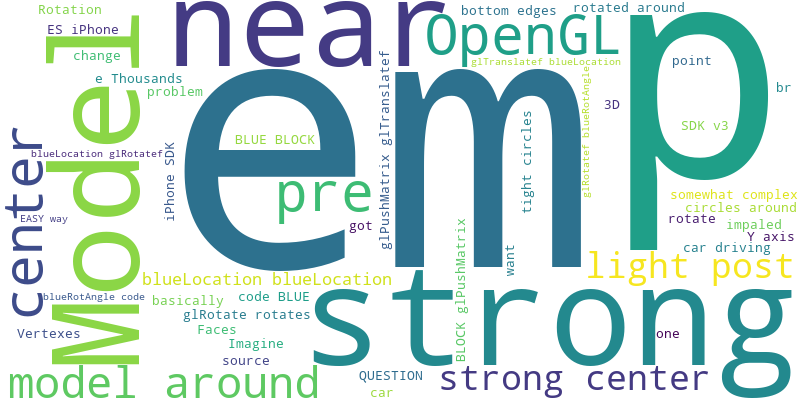 Rotation
near
bottom edges
rotated around
ES iPhone
OpenGL
p
change
glTranslatef blueLocation
point
e Thousands
Model
em
glTranslatef
glRotatef blueRotAngle
br
problem
3D
center
BLUE BLOCK
SDK v3
tight circles
blueLocation glRotatef
iPhone SDK
glPushMatrix
pre
somewhat complex
circles around
EASY way
got
rotate
impaled
Y axis
want
car driving
BLOCK glPushMatrix
light post
blueLocation blueLocation
strong
blueRotAngle code
basically
code BLUE
glRotate rotates
Vertexes
Faces
one
Imagine
source
model around
QUESTION
strong center
car